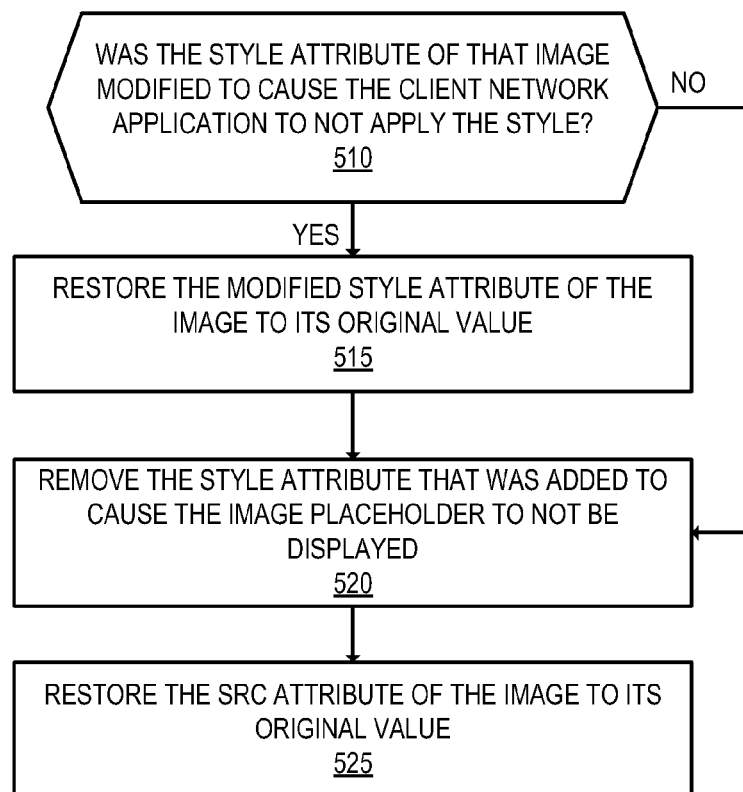 WAS THE STYLE ATTRIBUTE OF THAT IMAGE
MODIFIED TO CAUSE THE CLIENT NETWORK
APPLICATION TO NOT APPLY THE STYLE?
510
NO
YES
RESTORE THE MODIFIED STYLE ATTRIBUTE OF THE
IMAGE TO ITS ORIGINAL VALUE
515
REMOVE THE STYLE ATTRIBUTE THAT WAS ADDED TO
CAUSE THE IMAGE PLACEHOLDER TO NOT BE
DISPLAYED
520
RESTORE THE SRC ATTRIBUTE OF THE IMAGE TO ITS
ORIGINAL VALUE
525